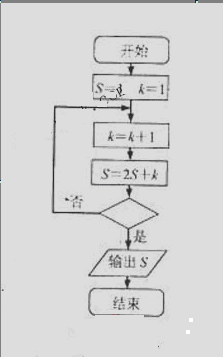 开始
k=1
k=k+1
S=2S+k
否
是
输出 S
结束